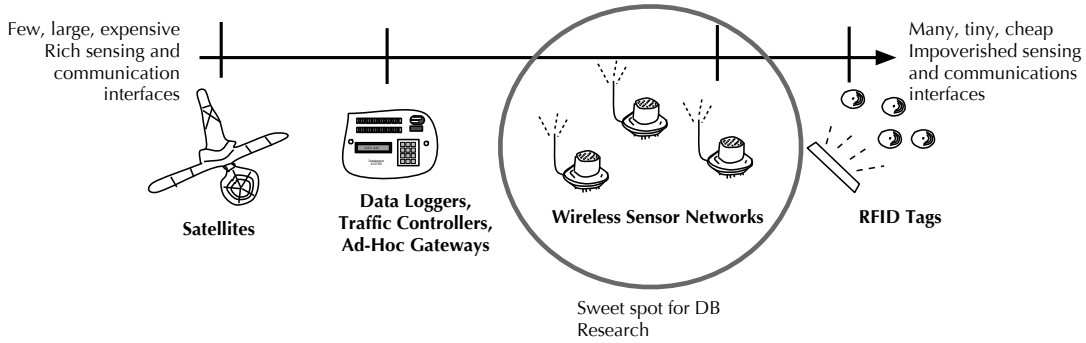 Few, large, expensive
Rich sensing and
communication
interfaces
Many, tiny, cheap
Impoverished sensing
and communications
interfaces
Satellites
Data Loggers,
Traffic Controllers,
Ad-Hoc Gateways
Wireless Sensor Networks
RFID Tags
Sweet spot for DB
Research